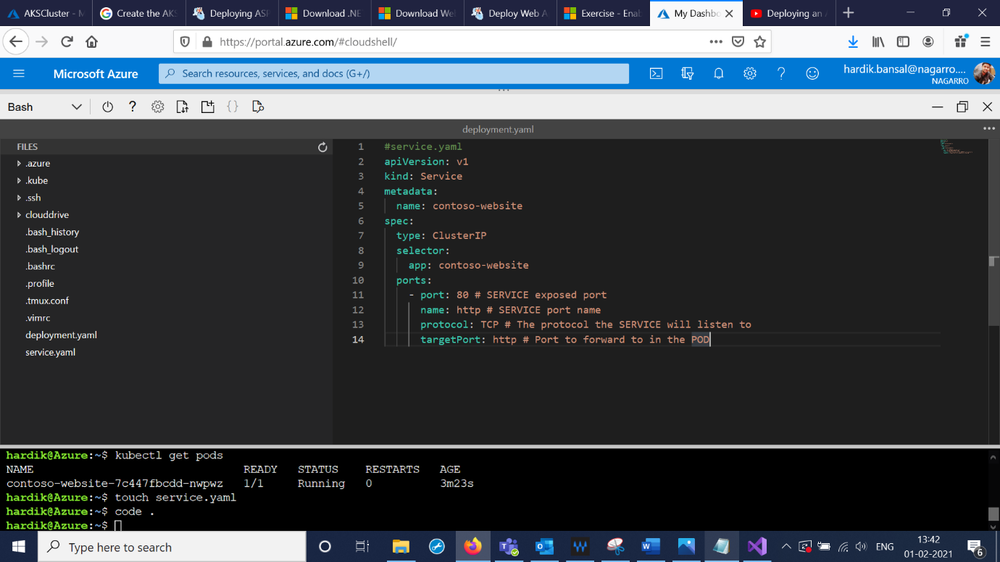 AKSCluster - M
Create the AKS
Deploying ASP
Download .NE
Download We
Deploy Web A
Exercise - Enab
My Dashbo
Deploying an A
https://portal.azure.com/#cloudshell/
Microsoft Azure
Search resources, services, and docs (G+/)
hardik.bansal@nagarro....
NAGARRO
Bash
deployment.yaml
FILES
.azure
.kube
.ssh
clouddrive
.bash_history
.bash_logout
.bashrc
.profile
.tmux.conf
.vimrc
deployment.yaml
service.yaml
1 #service.yaml
2 apiVersion: v1
3 kind: Service
4 metadata:
5 name: contoso-website
6 spec:
7 type: ClusterIP
8 selector:
9 app: contoso-website
10 ports:
11 - port: 80 # SERVICE exposed port
12 name: http # SERVICE port name
13 protocol: TCP # The protocol the SERVICE will listen to
14 targetPort: http # Port to forward to in the POD
hardik@Azure:~$ kubectl get pods
NAME READY STATUS RESTARTS AGE
contoso-website-7c447fbcdd-nwpwz 1/1 Running 0 3m23s
hardik@Azure:~$ touch service.yaml
hardik@Azure:~$ code .
hardik@Azure:~$
Type here to search
ENG
13:42
01-02-2021
6